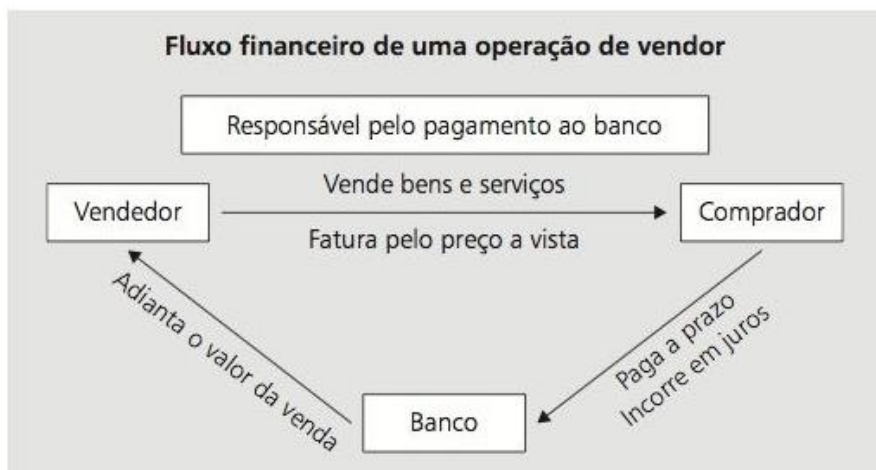 Fluxo financeiro de uma operação de vendor
Responsável pelo pagamento ao banco
Vende bens e serviços
Vendedor
Comprador
Fatura pelo preço a vista
Adianta o valor da venda
Paga a prazo
Incorre em juros
Banco